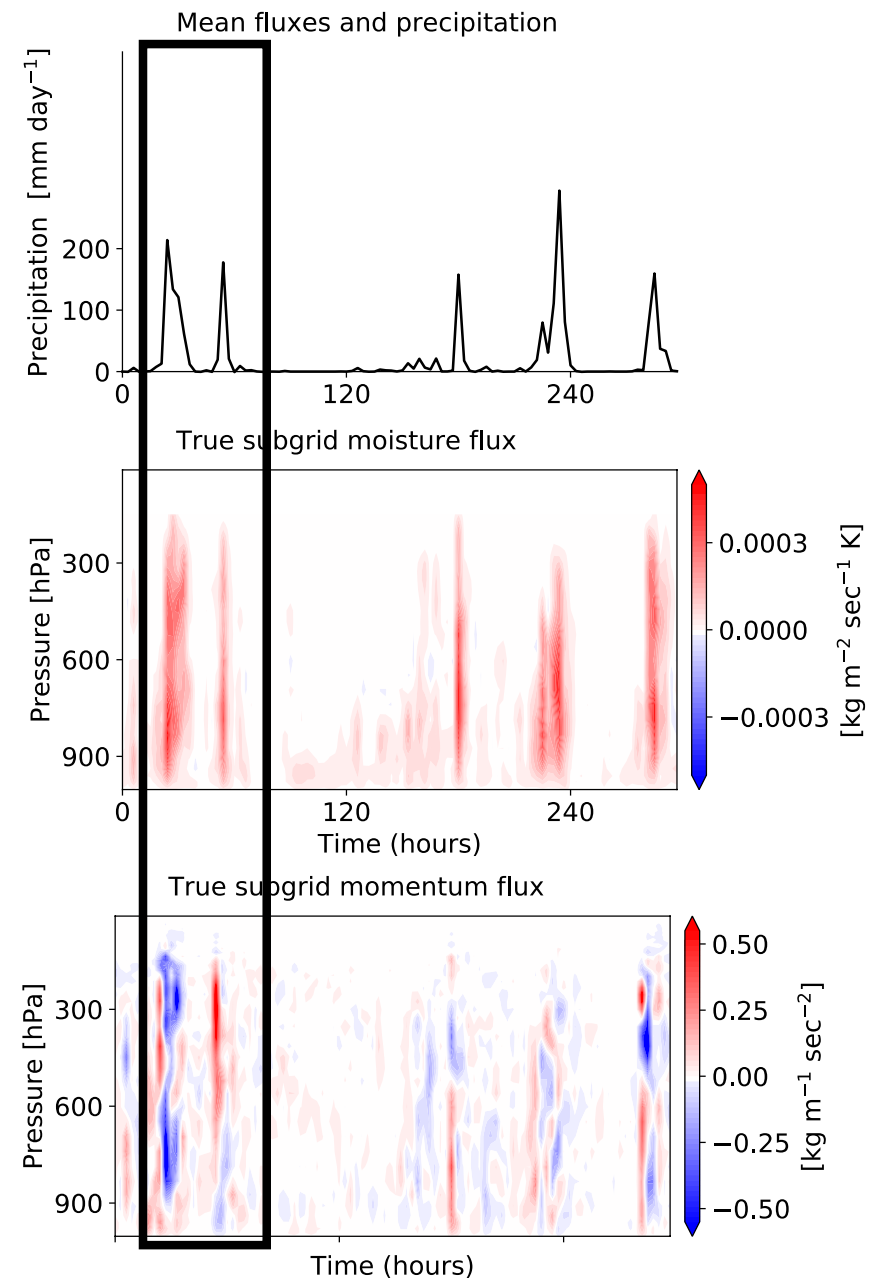 Mean fluxes and precipitation
Precipitation [mm day⁻¹]
200
100
0
0 120 240
True subgrid moisture flux
Pressure [hPa]
300
600
900
0 120 240
Time (hours)
0.0003
0.0000
−0.0003
[kg m⁻² sec⁻¹ K]
True subgrid momentum flux
Pressure [hPa]
300
600
900
Time (hours)
0.50
0.25
0.00
−0.25
−0.50
[kg m⁻¹ sec⁻²]